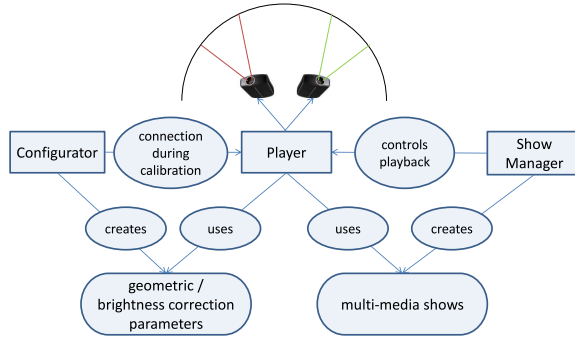 Configurator
connection
during
calibration
Player
controls
playback
Show
Manager
creates
uses
uses
creates
geometric /
brightness correction
parameters
multi-media shows